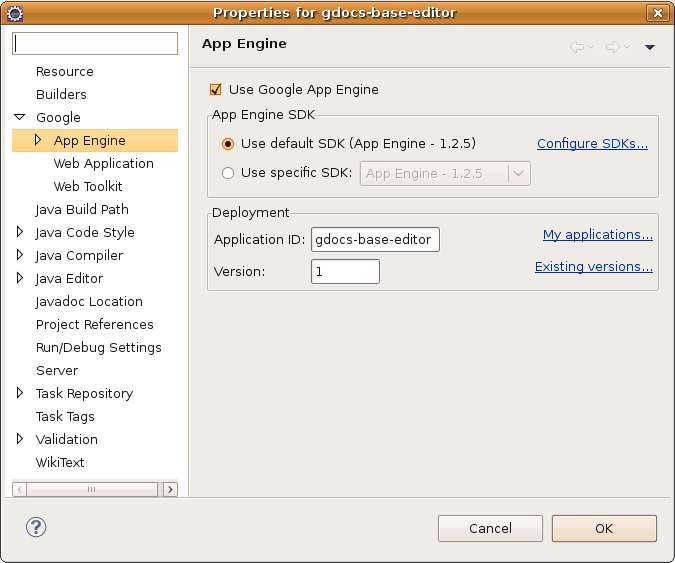 Properties for gdocs-base-editor
App Engine
Resource
Builders
Google
App Engine
Web Application
Web Toolkit
Java Build Path
Java Code Style
Java Compiler
Java Editor
Javadoc Location
Project References
Run/Debug Settings
Server
Task Repository
Task Tags
Validation
WikiText
Use Google App Engine
App Engine SDK
Use default SDK (App Engine - 1.2.5) Configure SDKs...
Use specific SDK: App Engine - 1.2.5
Deployment
Application ID: gdocs-base-editor My applications...
Version: 1 Existing versions...
? Cancel OK